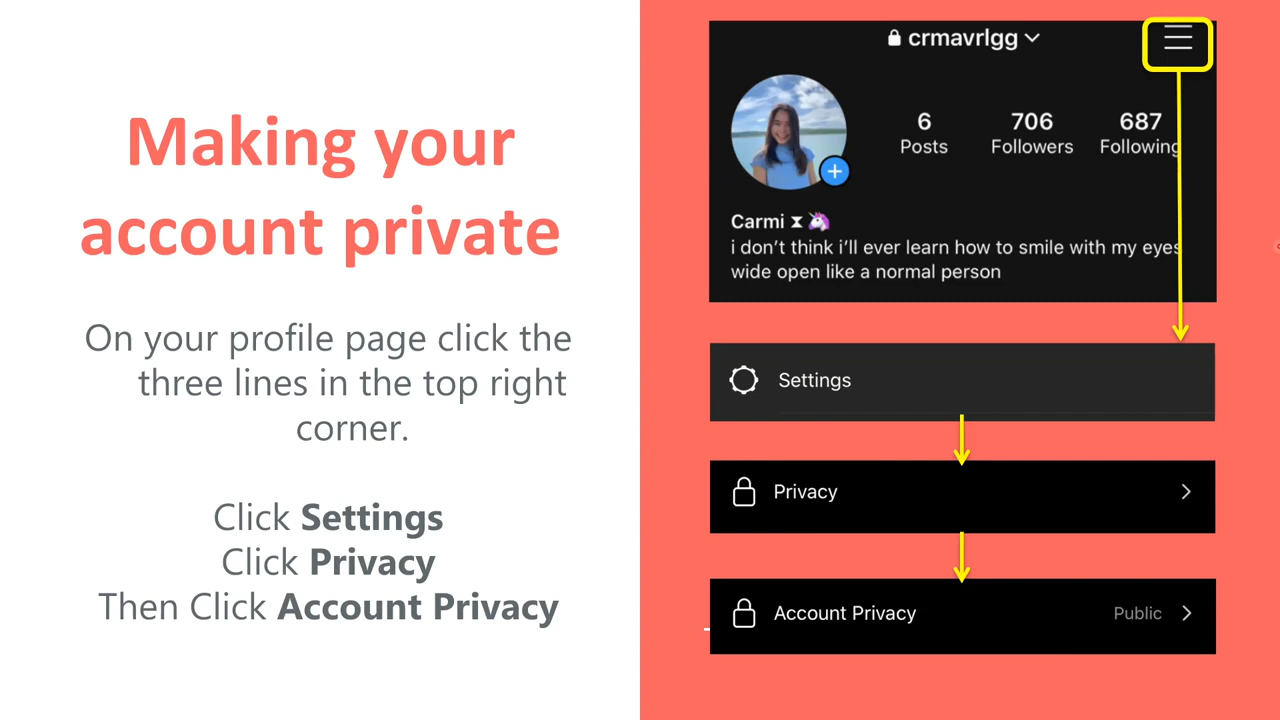 Making your
account private
On your profile page click the
three lines in the top right
corner.
Click Settings
Click Privacy
Then Click Account Privacy
crmavrlgg
6 706 687
Posts Followers Following
Carmi ⧗🦄
i don’t think i’ll ever learn how to smile with my eyes
wide open like a normal person
Settings
Privacy
Account Privacy Public